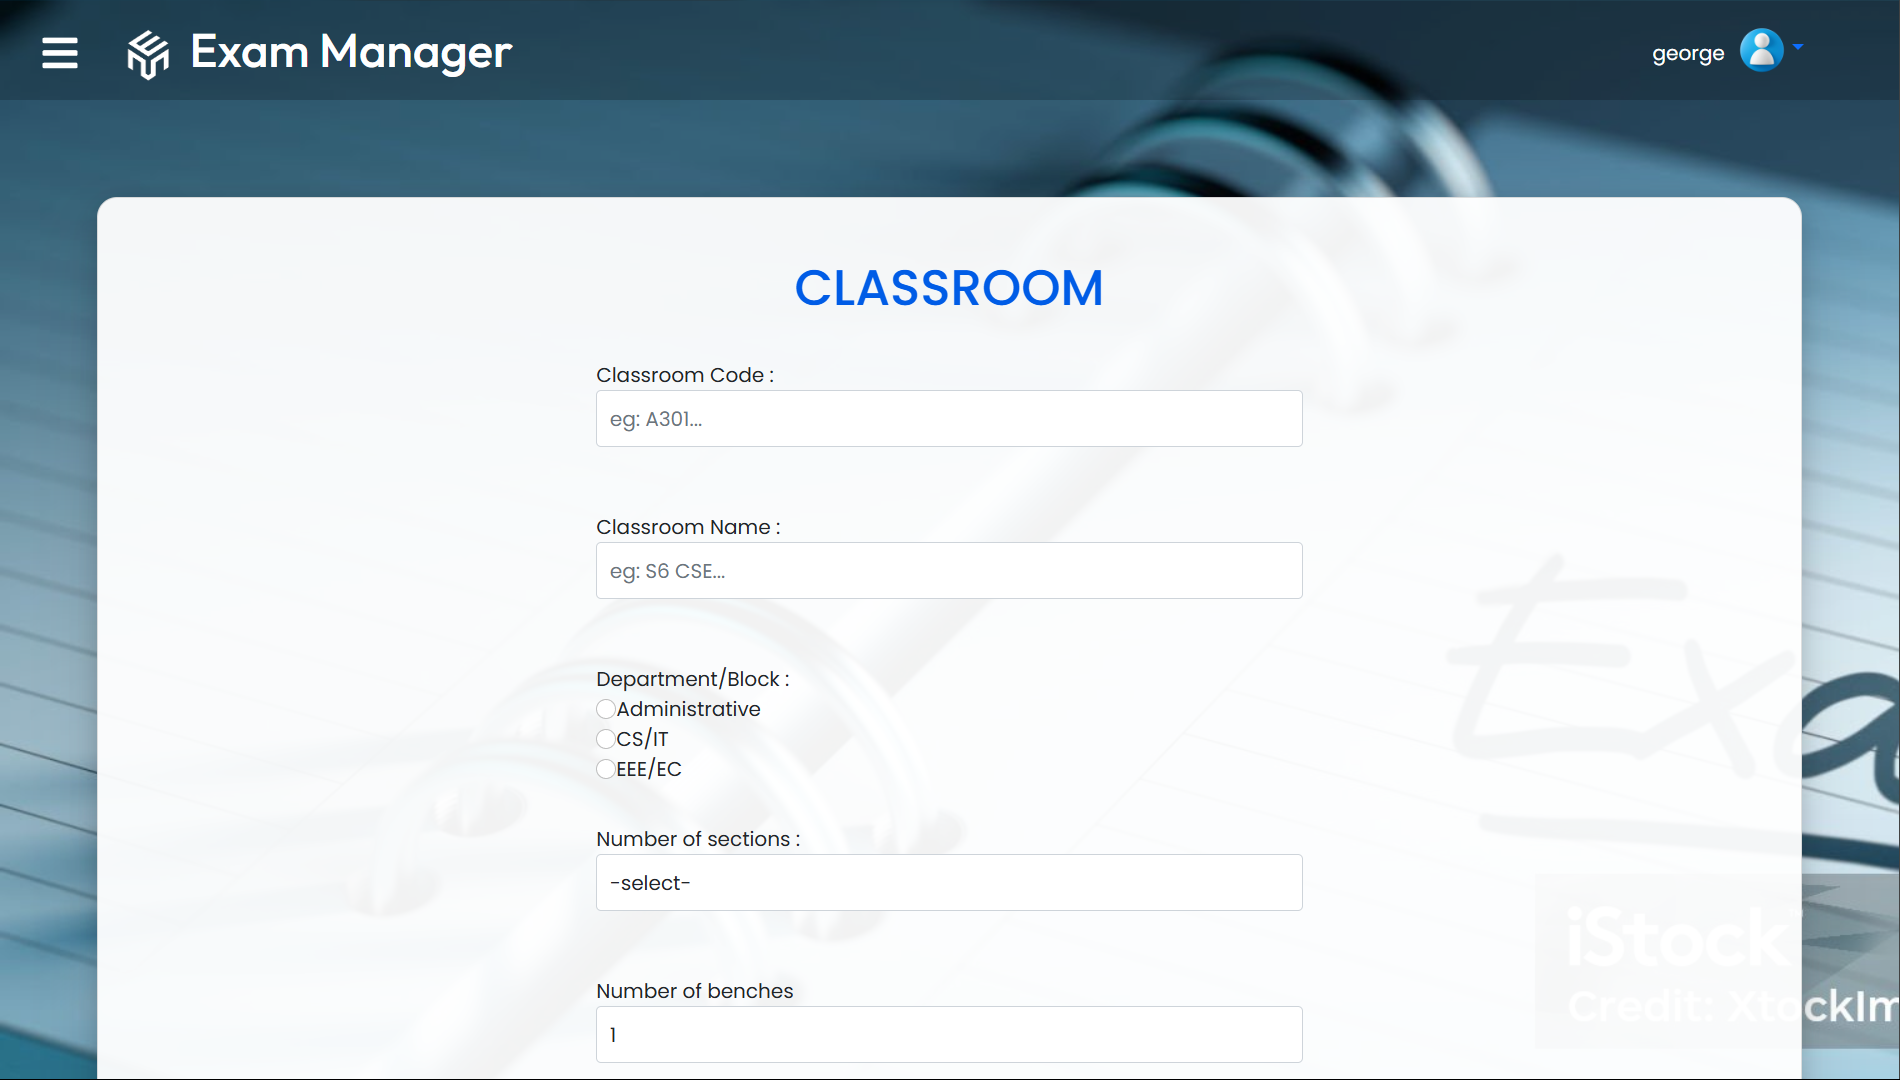 Exam Manager
george
CLASSROOM
Classroom Code :
eg: A301...
Classroom Name :
eg: S6 CSE...
Department/Block :
Administrative
CS/IT
EEE/EC
Number of sections :
-select-
Number of benches
1
Exa
iStock
Credit: XtockIm